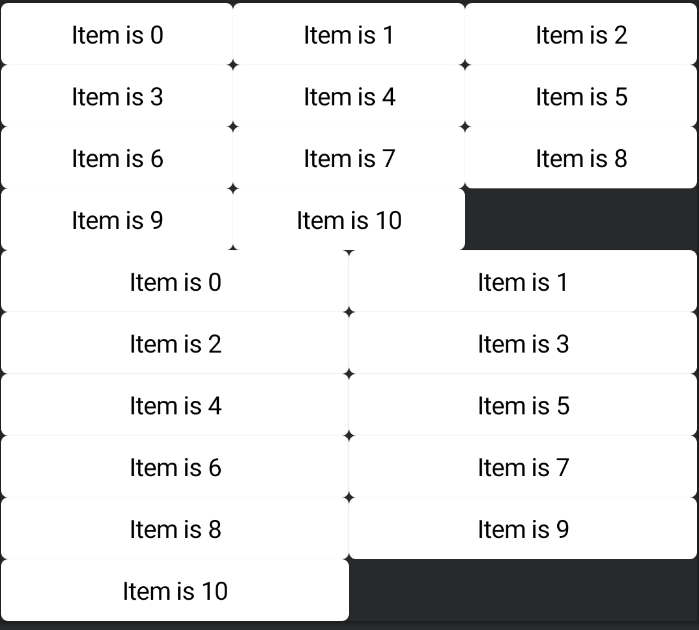 Item is 0 Item is 1 Item is 2
Item is 3 Item is 4 Item is 5
Item is 6 Item is 7 Item is 8
Item is 9 Item is 10
Item is 0 Item is 1
Item is 2 Item is 3
Item is 4 Item is 5
Item is 6 Item is 7
Item is 8 Item is 9
Item is 10